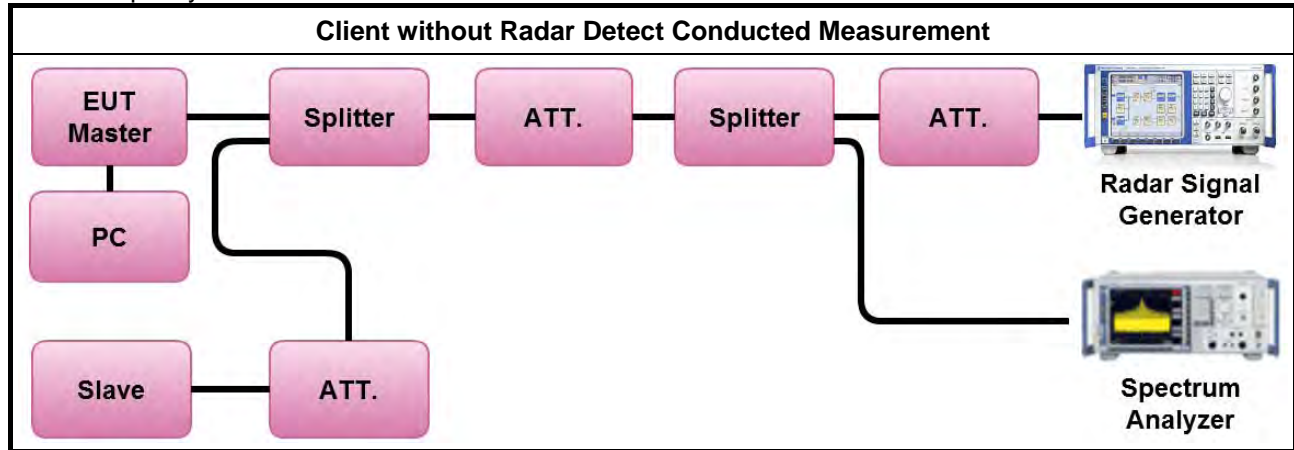 Client without Radar Detect Conducted Measurement
EUT
Master
Splitter
ATT.
Splitter
ATT.
Radar Signal
Generator
PC
Slave
ATT.
Spectrum
Analyzer